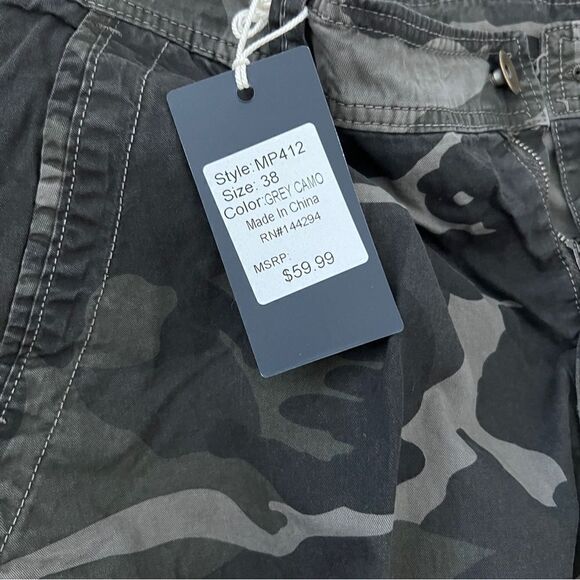 Style:MP412
Size: 38
Color:GREY CAMO
Made In China
RN#144294
MSRP:
$59.99